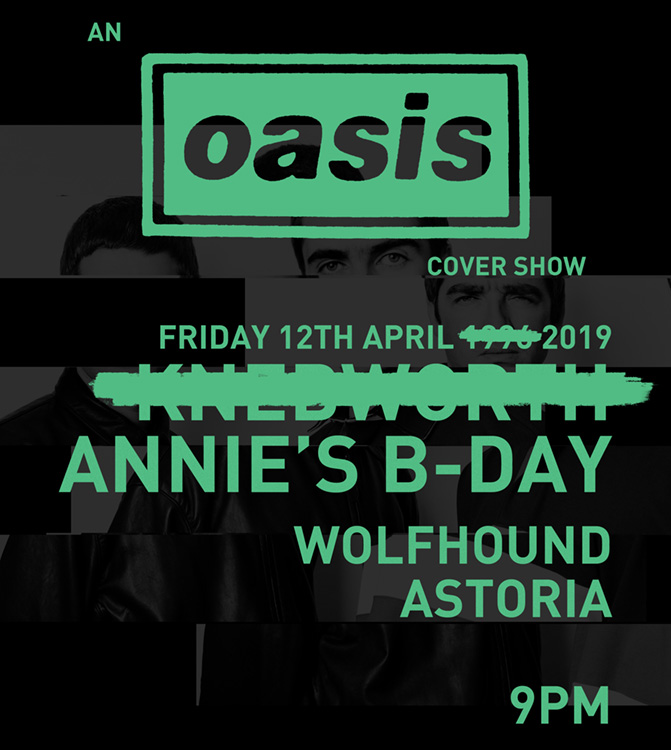 AN
oasis
COVER SHOW
FRIDAY 12TH APRIL 1996 2019
KNEBWORTH
ANNIE'S B-DAY
WOLFHOUND
ASTORIA
9PM